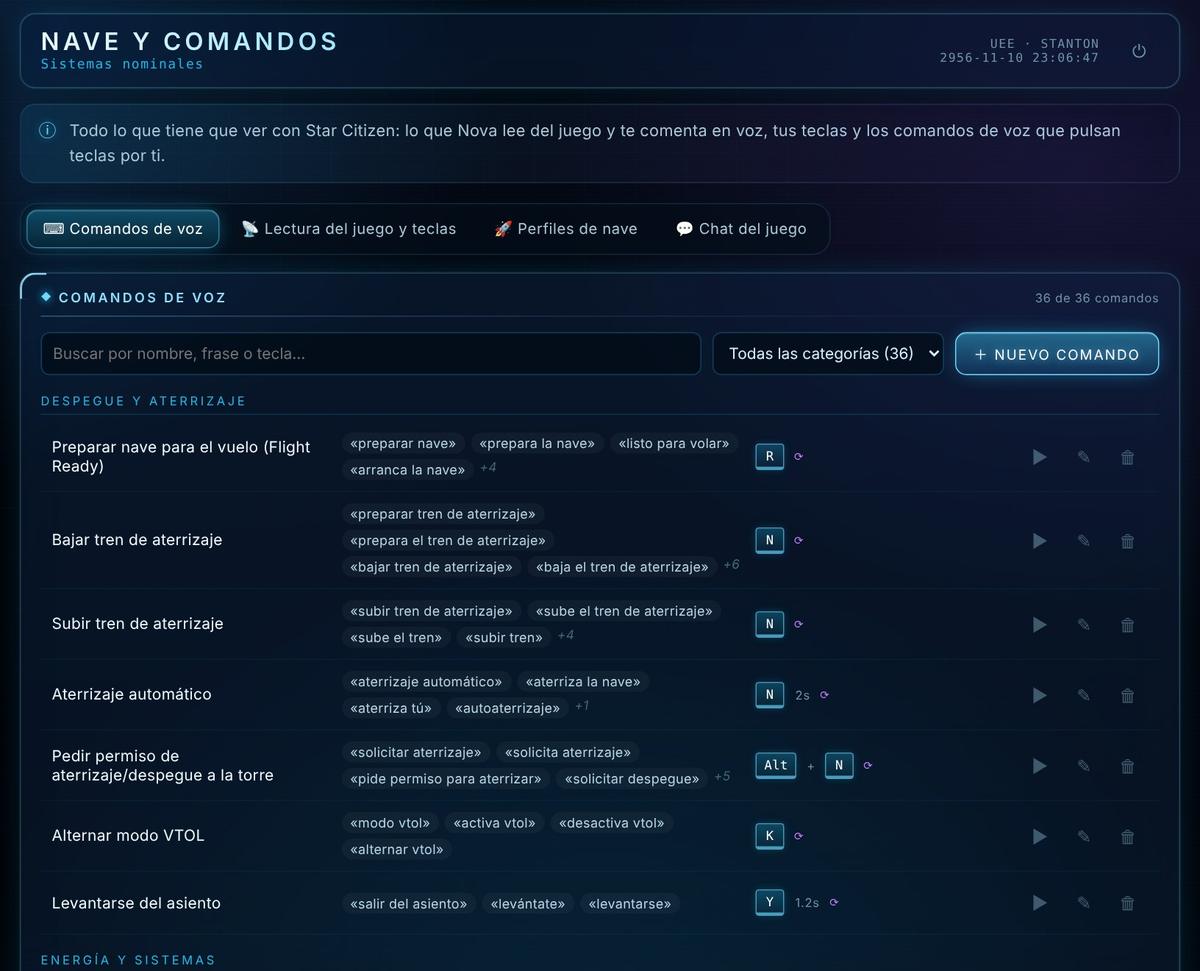 NAVE Y COMANDOS
Sistemas nominales
UEE · STANTON
2956-11-10 23:06:47
Todo lo que tiene que ver con Star Citizen: lo que Nova lee del juego y te comenta en voz, tus teclas y los comandos de voz que pulsan
teclas por ti.
Comandos de voz
Lectura del juego y teclas
Perfiles de nave
Chat del juego
COMANDOS DE VOZ
36 de 36 comandos
Buscar por nombre, frase o tecla...
Todas las categorías (36)
+ NUEVO COMANDO
DESPEGUE Y ATERRIZAJE
Preparar nave para el vuelo (Flight
Ready)
«preparar nave» «prepara la nave» «listo para volar»
«arranca la nave» +4
R
Bajar tren de aterrizaje
«preparar tren de aterrizaje»
«prepara el tren de aterrizaje»
«bajar tren de aterrizaje» «baja el tren de aterrizaje» +6
N
Subir tren de aterrizaje
«subir tren de aterrizaje» «sube el tren de aterrizaje»
«sube el tren» «subir tren» +4
N
Aterrizaje automático
«aterrizaje automático» «aterriza la nave»
«aterriza tú» «autoaterrizaje» +1
N 2s
Pedir permiso de
aterrizaje/despegue a la torre
«solicitar aterrizaje» «solicita aterrizaje»
«pide permiso para aterrizar» «solicitar despegue» +5
Alt + N
Alternar modo VTOL
«modo vtol» «activa vtol» «desactiva vtol»
«alternar vtol»
K
Levantarse del asiento
«salir del asiento» «levántate» «levantarse»
Y 1.2s
ENERGÍA Y SISTEMAS